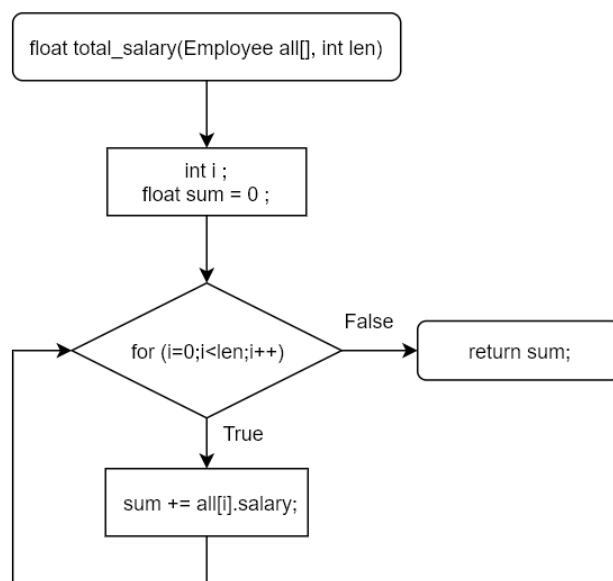 float total_salary(Employee all[], int len)
int i ;
float sum = 0 ;
for (i=0;i<len;i++)
False
return sum;
True
sum += all[i].salary;